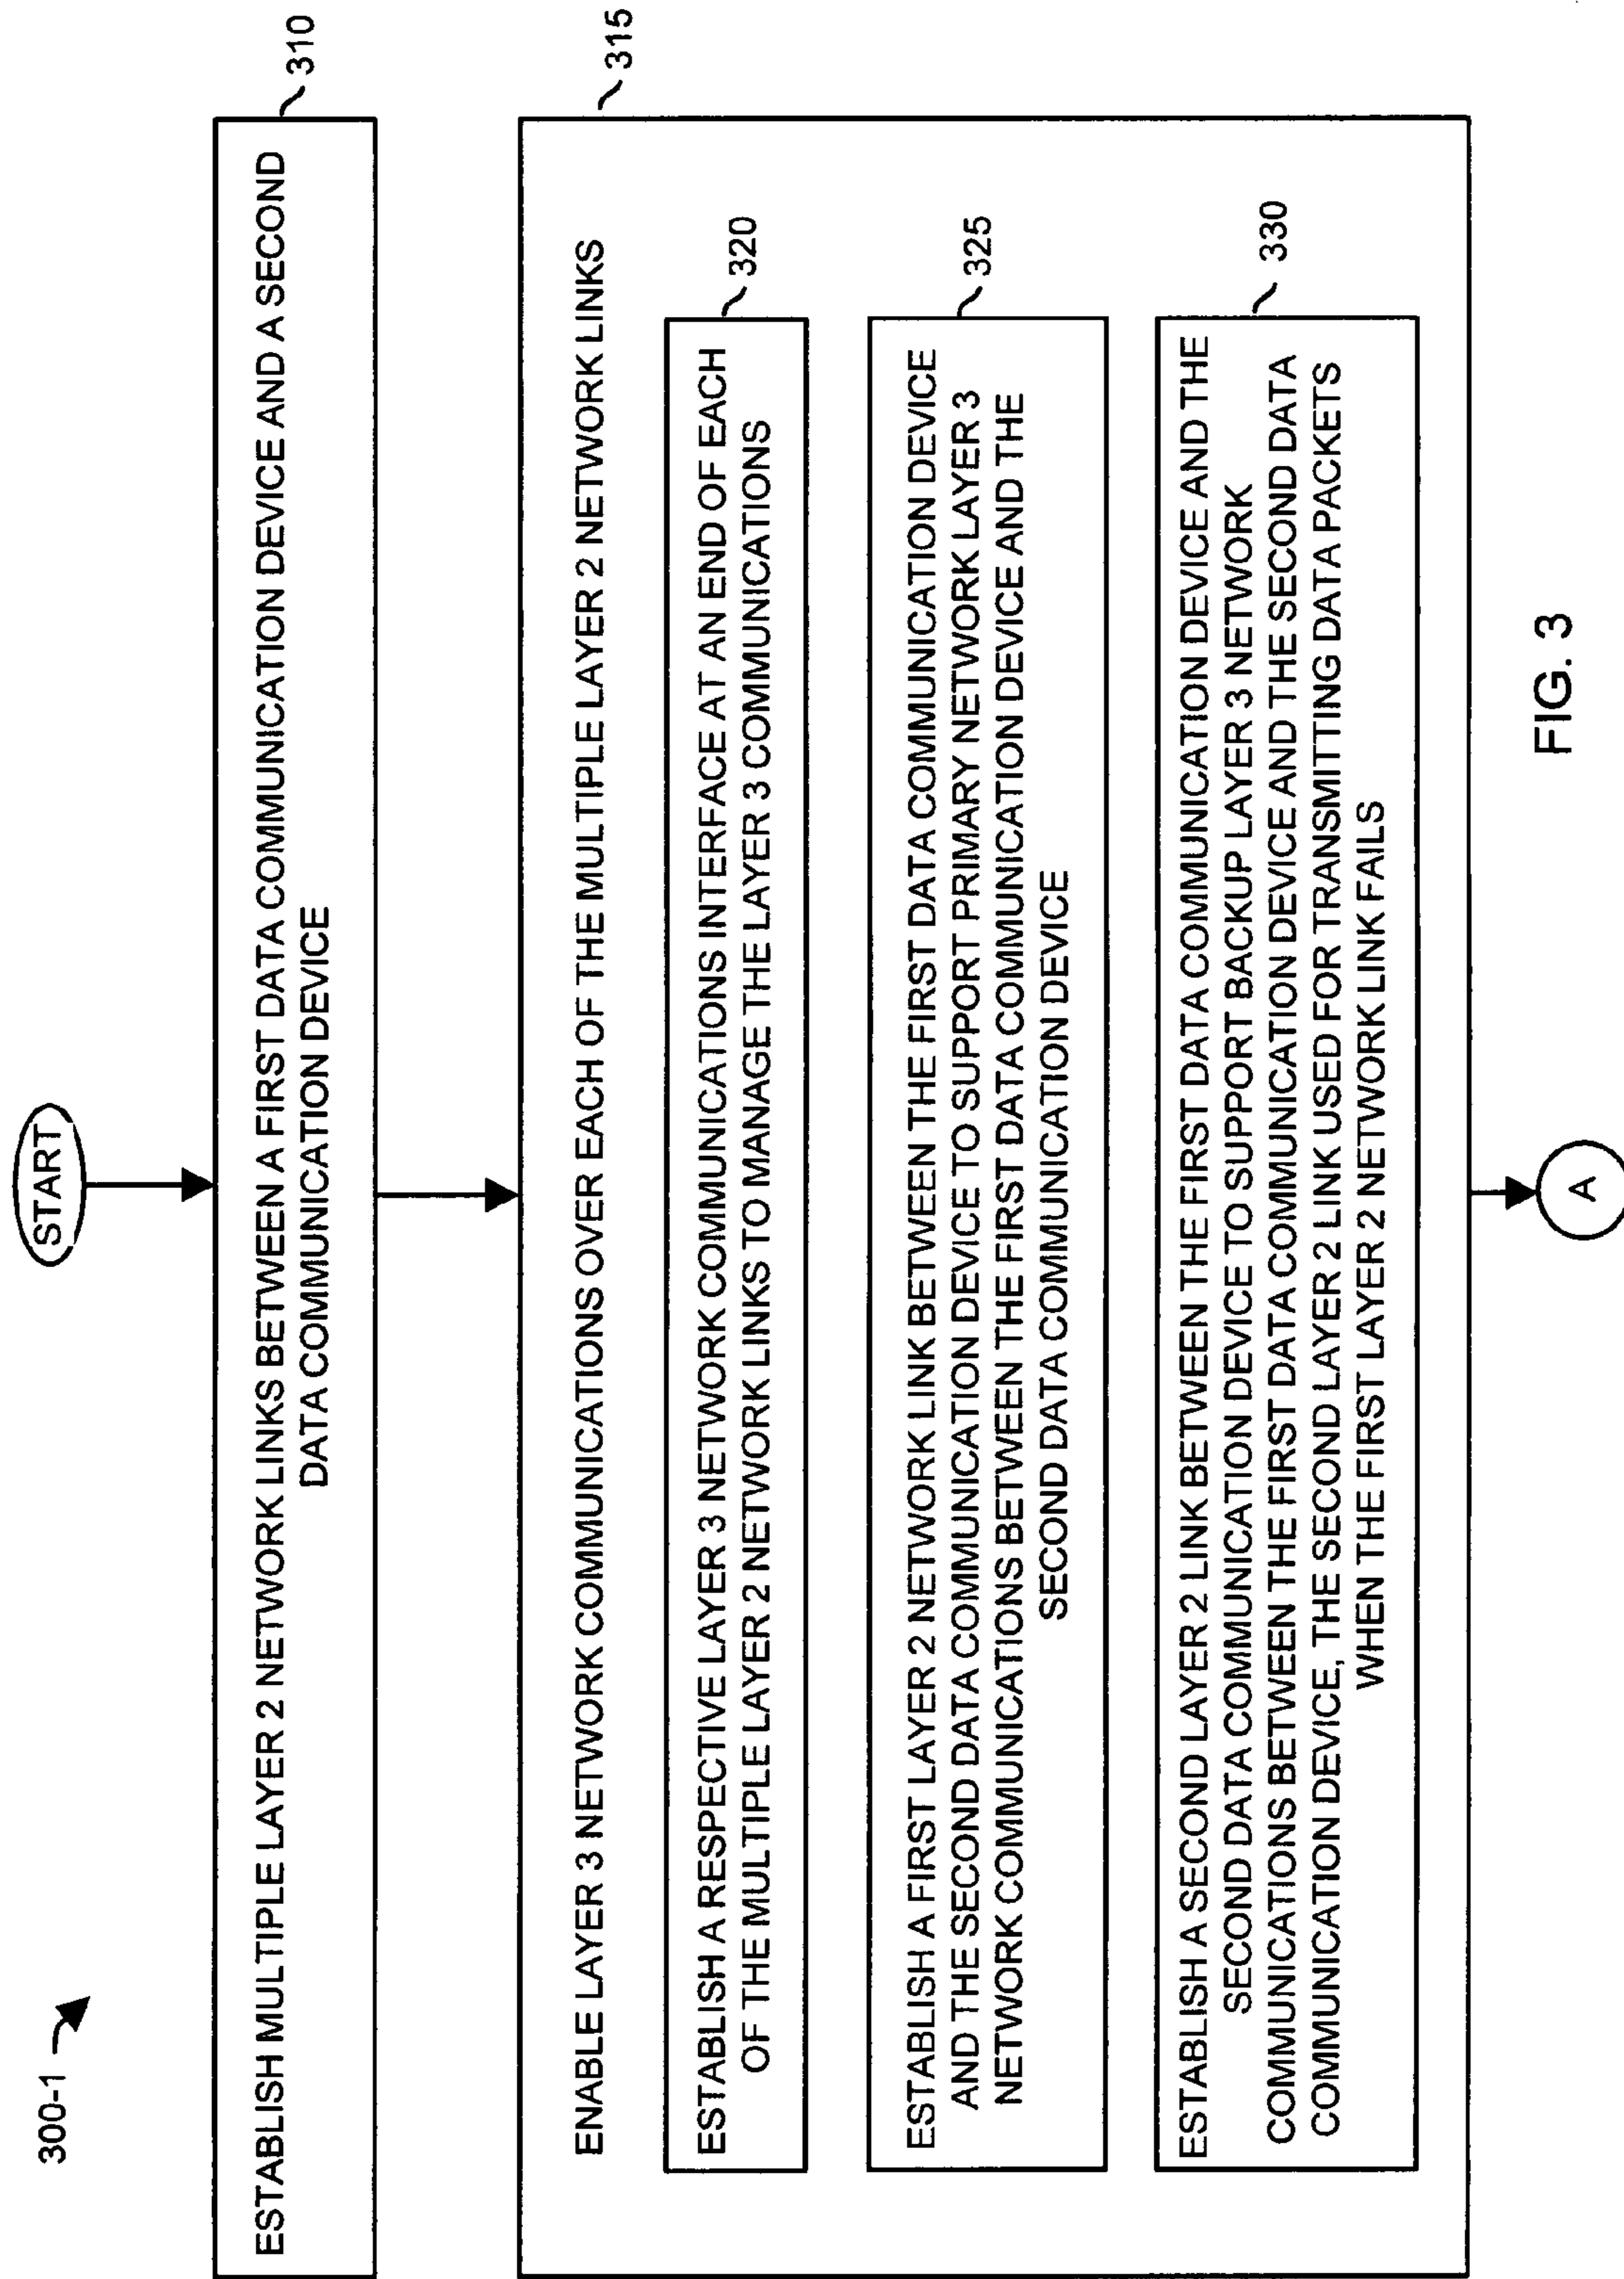 300-1
START
310
ESTABLISH MULTIPLE LAYER 2 NETWORK LINKS BETWEEN A FIRST DATA COMMUNICATION DEVICE AND A SECOND
DATA COMMUNICATION DEVICE
315
ENABLE LAYER 3 NETWORK COMMUNICATIONS OVER EACH OF THE MULTIPLE LAYER 2 NETWORK LINKS
320
ESTABLISH A RESPECTIVE LAYER 3 NETWORK COMMUNICATIONS INTERFACE AT AN END OF EACH
OF THE MULTIPLE LAYER 2 NETWORK LINKS TO MANAGE THE LAYER 3 COMMUNICATIONS
325
ESTABLISH A FIRST LAYER 2 NETWORK LINK BETWEEN THE FIRST DATA COMMUNICATION DEVICE
AND THE SECOND DATA COMMUNICATION DEVICE TO SUPPORT PRIMARY NETWORK LAYER 3
NETWORK COMMUNICATIONS BETWEEN THE FIRST DATA COMMUNICATION DEVICE AND THE
SECOND DATA COMMUNICATION DEVICE
330
ESTABLISH A SECOND LAYER 2 LINK BETWEEN THE FIRST DATA COMMUNICATION DEVICE AND THE
SECOND DATA COMMUNICATION DEVICE TO SUPPORT BACKUP LAYER 3 NETWORK
COMMUNICATIONS BETWEEN THE FIRST DATA COMMUNICATION DEVICE AND THE SECOND DATA
COMMUNICATION DEVICE, THE SECOND LAYER 2 LINK USED FOR TRANSMITTING DATA PACKETS
WHEN THE FIRST LAYER 2 NETWORK LINK FAILS
A
FIG. 3